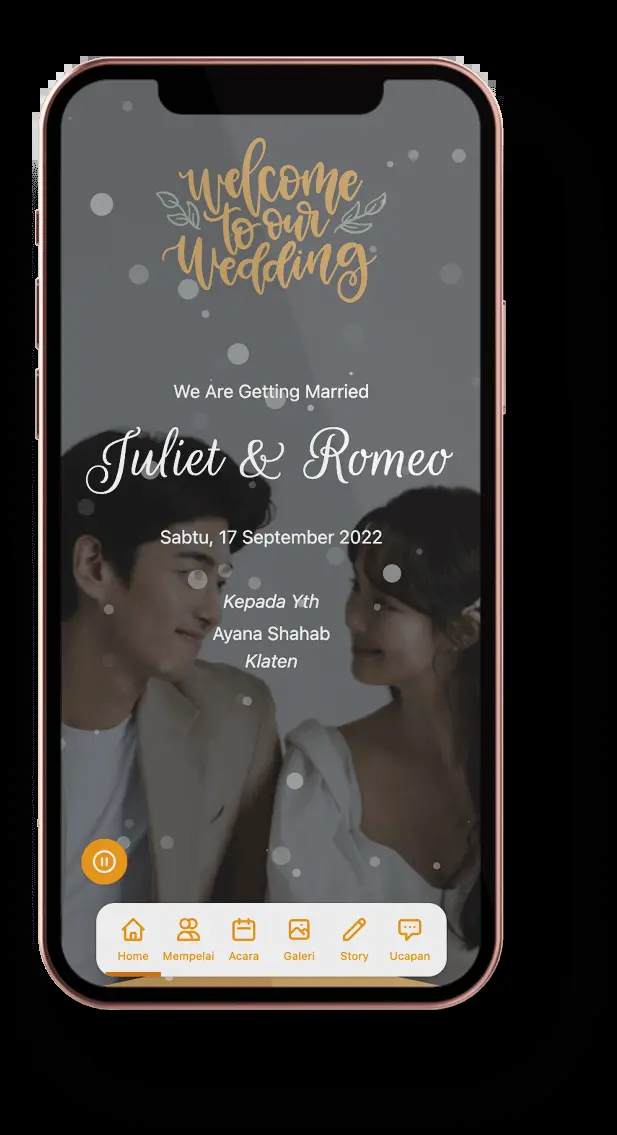 welcome
to our
Wedding
We Are Getting Married
Juliet & Romeo
Sabtu, 17 September 2022
Kepada Yth
Ayana Shahab
Klaten
Home Mempelai Acara Galeri Story Ucapan